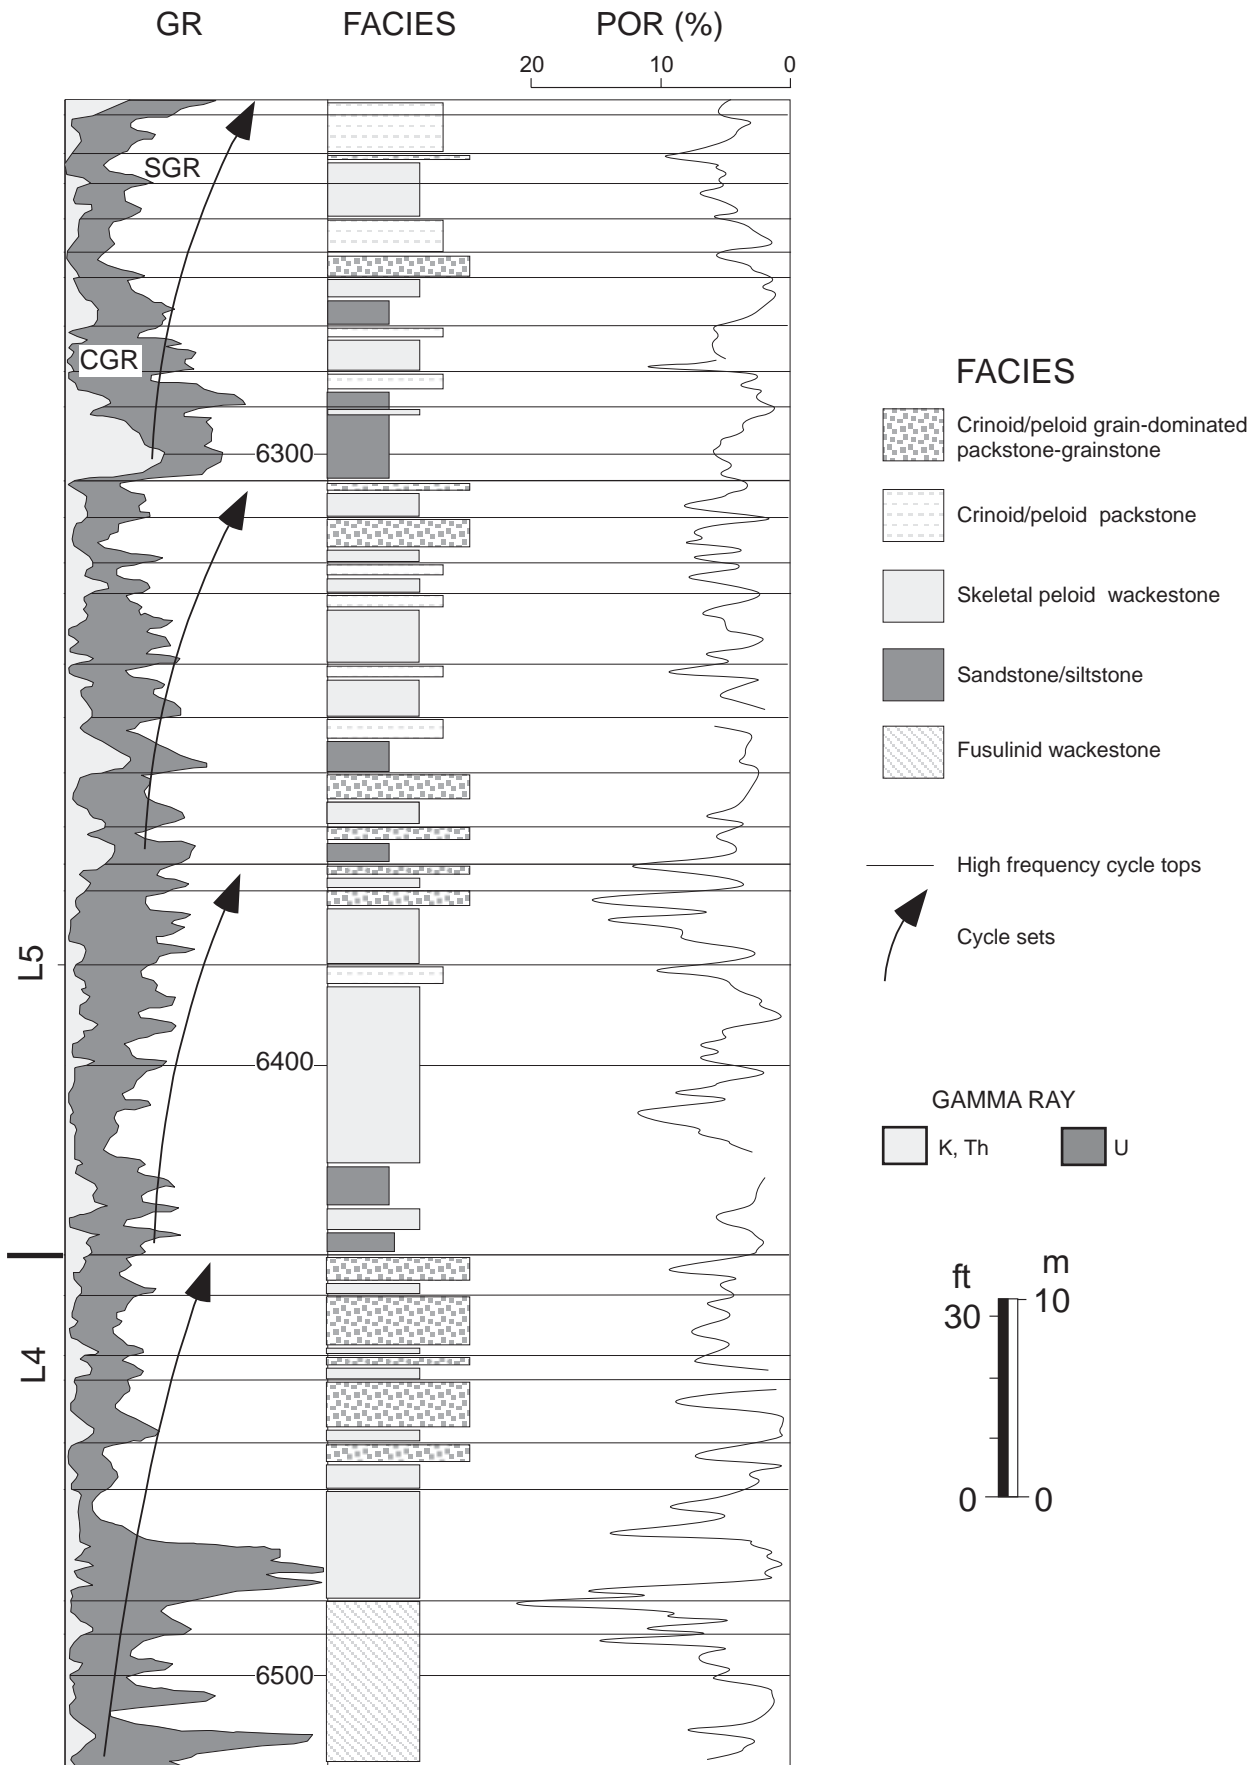 GR FACIES POR (%)
20 10 0
SGR
CGR
6300
L5
6400
L4
6500
FACIES
Crinoid/peloid grain-dominated
packstone-grainstone
Crinoid/peloid packstone
Skeletal peloid wackestone
Sandstone/siltstone
Fusulinid wackestone
High frequency cycle tops
Cycle sets
GAMMA RAY
K, Th U
ft m
30 10
0 0